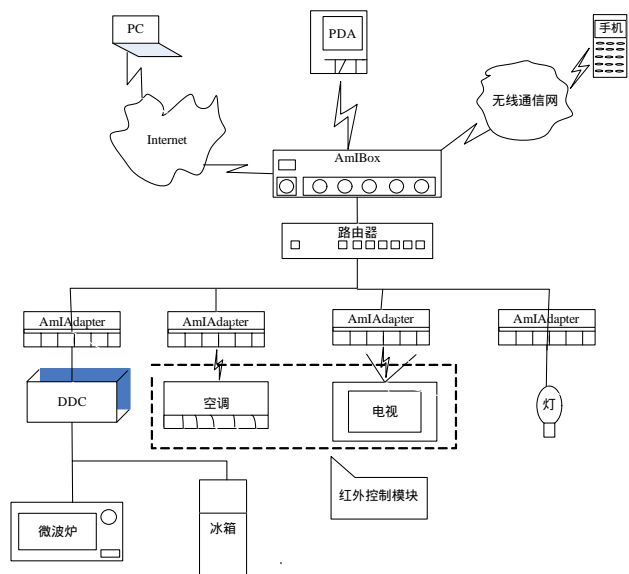 PC
PDA
手机
Internet
无线通信网
AmIBox
路由器
AmIAdapter
AmIAdapter
AmIAdapter
AmIAdapter
DDC
空调
电视
灯
红外控制模块
微波炉
冰箱